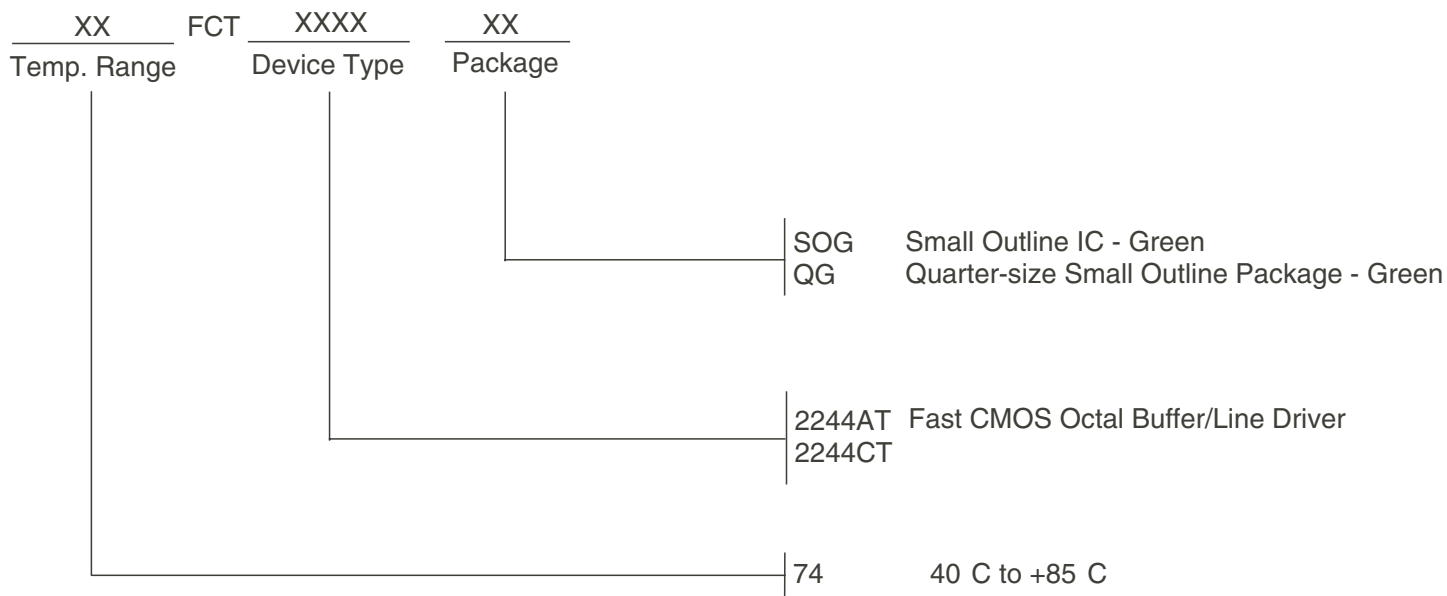 XX FCT XXXX XX
Temp. Range Device Type Package
SOG Small Outline IC - Green
QG Quarter-size Small Outline Package - Green
2244AT Fast CMOS Octal Buffer/Line Driver
2244CT
74 40 C to +85 C